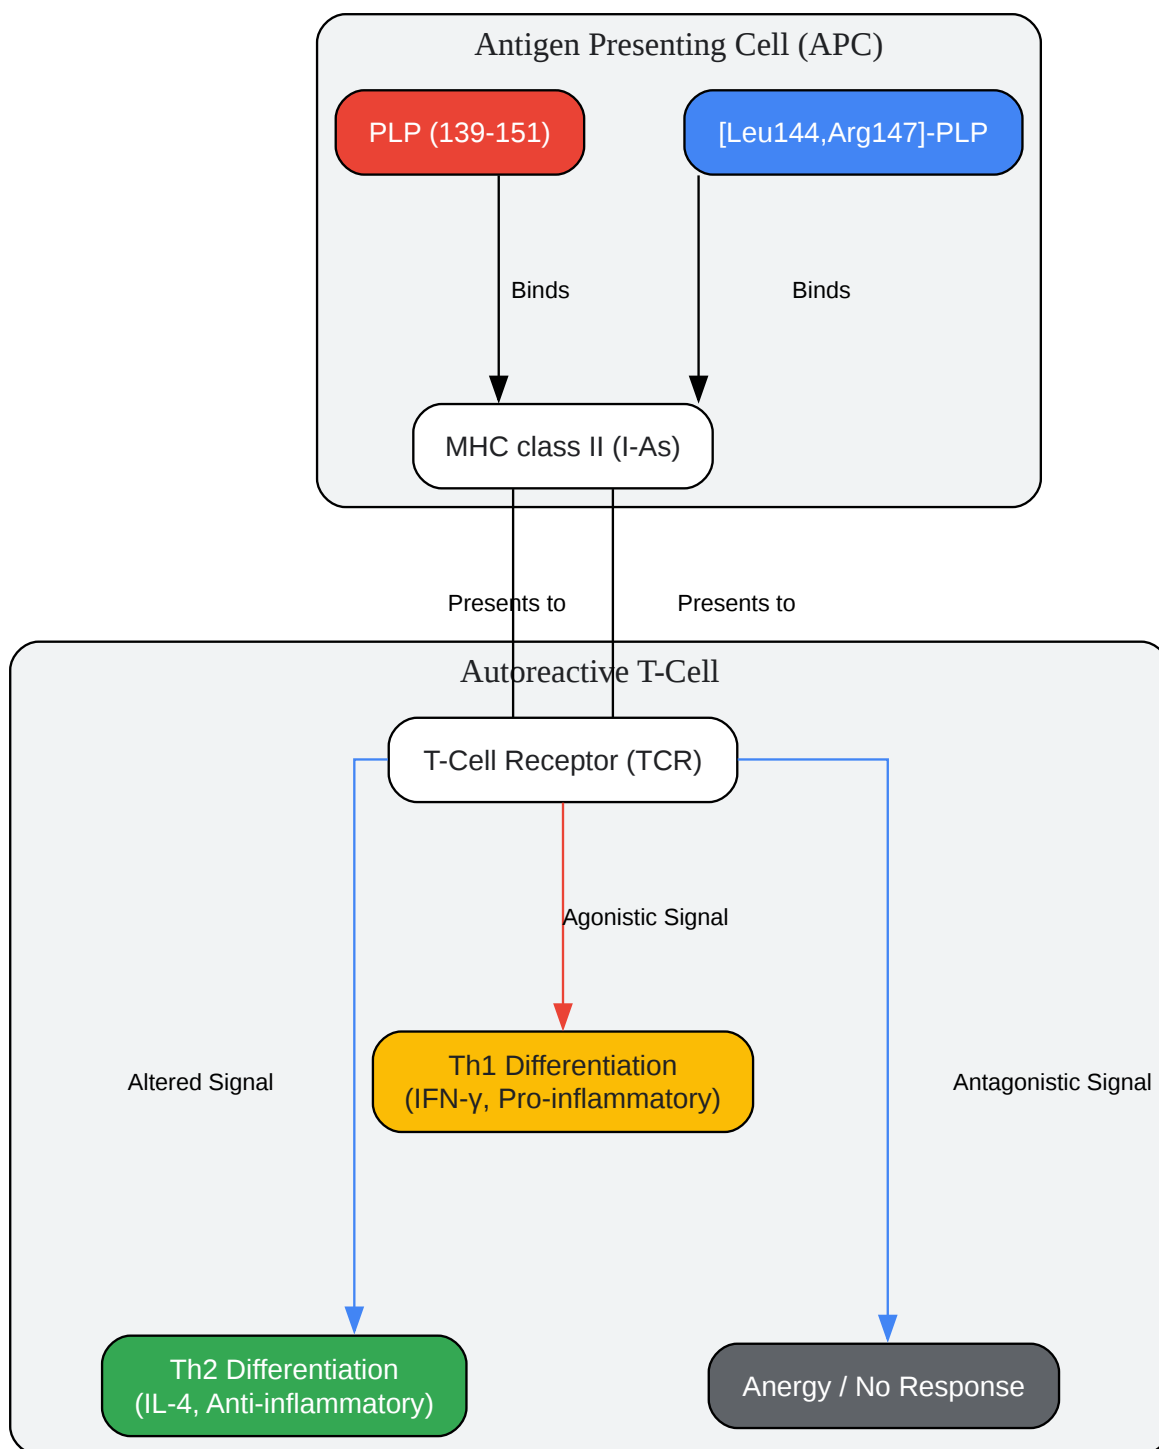 Antigen Presenting Cell (APC)
PLP (139-151)
[Leu144,Arg147]-PLP
Binds
Binds
MHC class II (I-As)
Presents to
Presents to
Autoreactive T-Cell
T-Cell Receptor (TCR)
Agonistic Signal
Th1 Differentiation
(IFN-γ, Pro-inflammatory)
Altered Signal
Antagonistic Signal
Th2 Differentiation
(IL-4, Anti-inflammatory)
Anergy / No Response